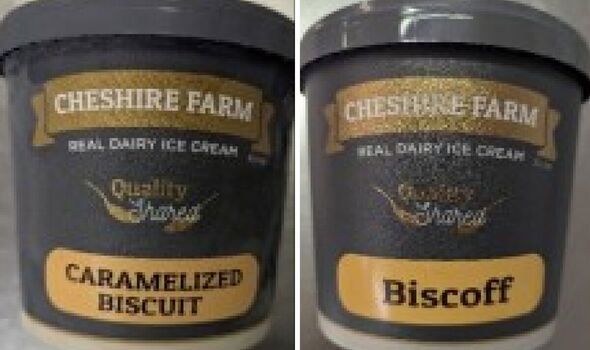 CHESHIRE FARM
REAL DAIRY ICE CREAM
Quality
Shared
CARAMELIZED
BISCUIT
CHESHIRE FARM
REAL DAIRY ICE CREAM
Quality
Shared
Biscoff